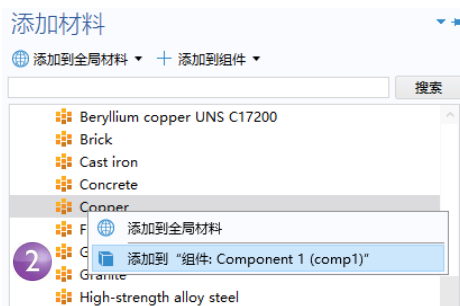 添加材料
添加到全局材料 添加到组件
搜索
Beryllium copper UNS C17200
Brick
Cast iron
Concrete
Copper
F
添加到全局材料
2
G
添加到 “组件: Component 1 (comp1)”
Granite
High-strength alloy steel